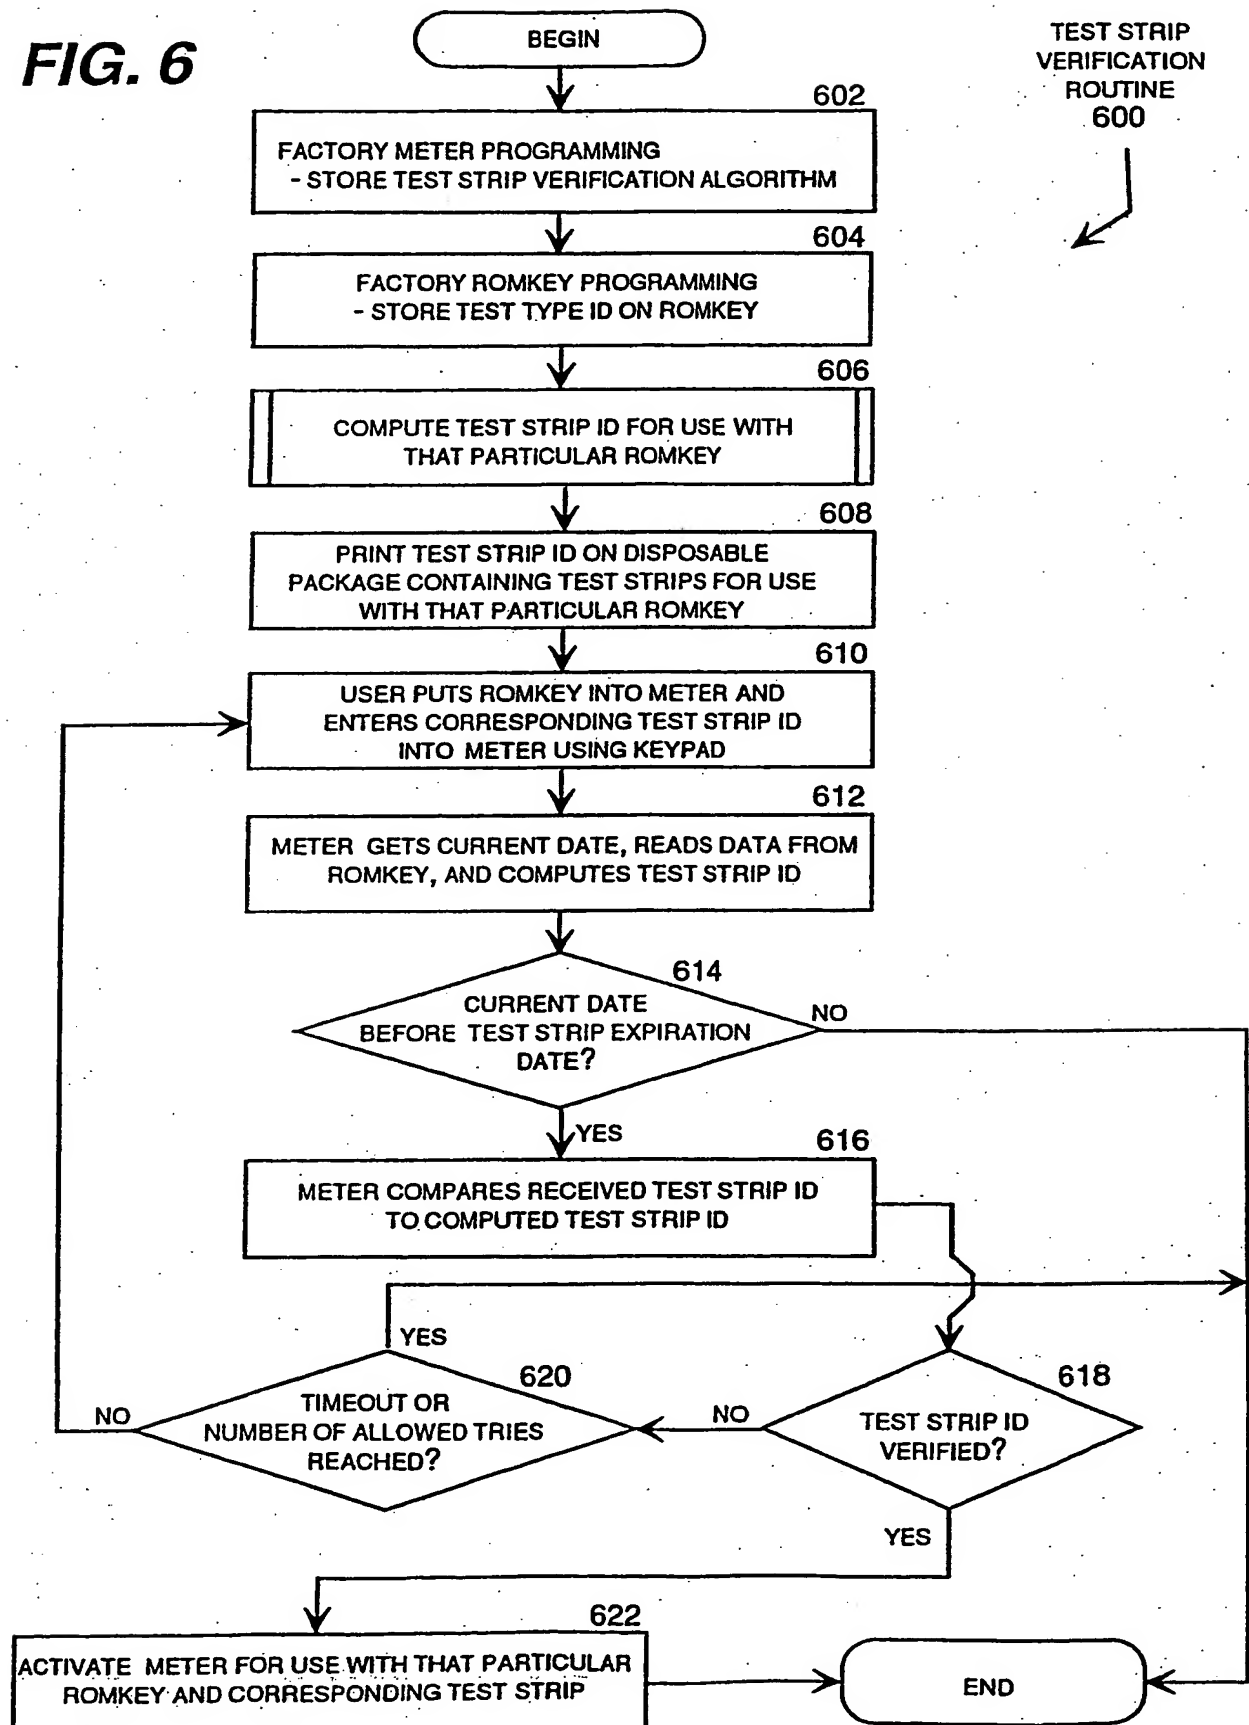 FIG. 6
BEGIN
TEST STRIP
VERIFICATION
ROUTINE
600
602
FACTORY METER PROGRAMMING
- STORE TEST STRIP VERIFICATION ALGORITHM
604
FACTORY ROMKEY PROGRAMMING
- STORE TEST TYPE ID ON ROMKEY
606
COMPUTE TEST STRIP ID FOR USE WITH
THAT PARTICULAR ROMKEY
608
PRINT TEST STRIP ID ON DISPOSABLE
PACKAGE CONTAINING TEST STRIPS FOR USE
WITH THAT PARTICULAR ROMKEY
610
USER PUTS ROMKEY INTO METER AND
ENTERS CORRESPONDING TEST STRIP ID
INTO METER USING KEYPAD
612
METER GETS CURRENT DATE, READS DATA FROM
ROMKEY, AND COMPUTES TEST STRIP ID
614
CURRENT DATE
BEFORE TEST STRIP EXPIRATION
DATE?
NO
YES
616
METER COMPARES RECEIVED TEST STRIP ID
TO COMPUTED TEST STRIP ID
YES
620
TIMEOUT OR
NUMBER OF ALLOWED TRIES
REACHED?
NO
NO
618
TEST STRIP ID
VERIFIED?
YES
622
ACTIVATE METER FOR USE WITH THAT PARTICULAR
ROMKEY AND CORRESPONDING TEST STRIP
END